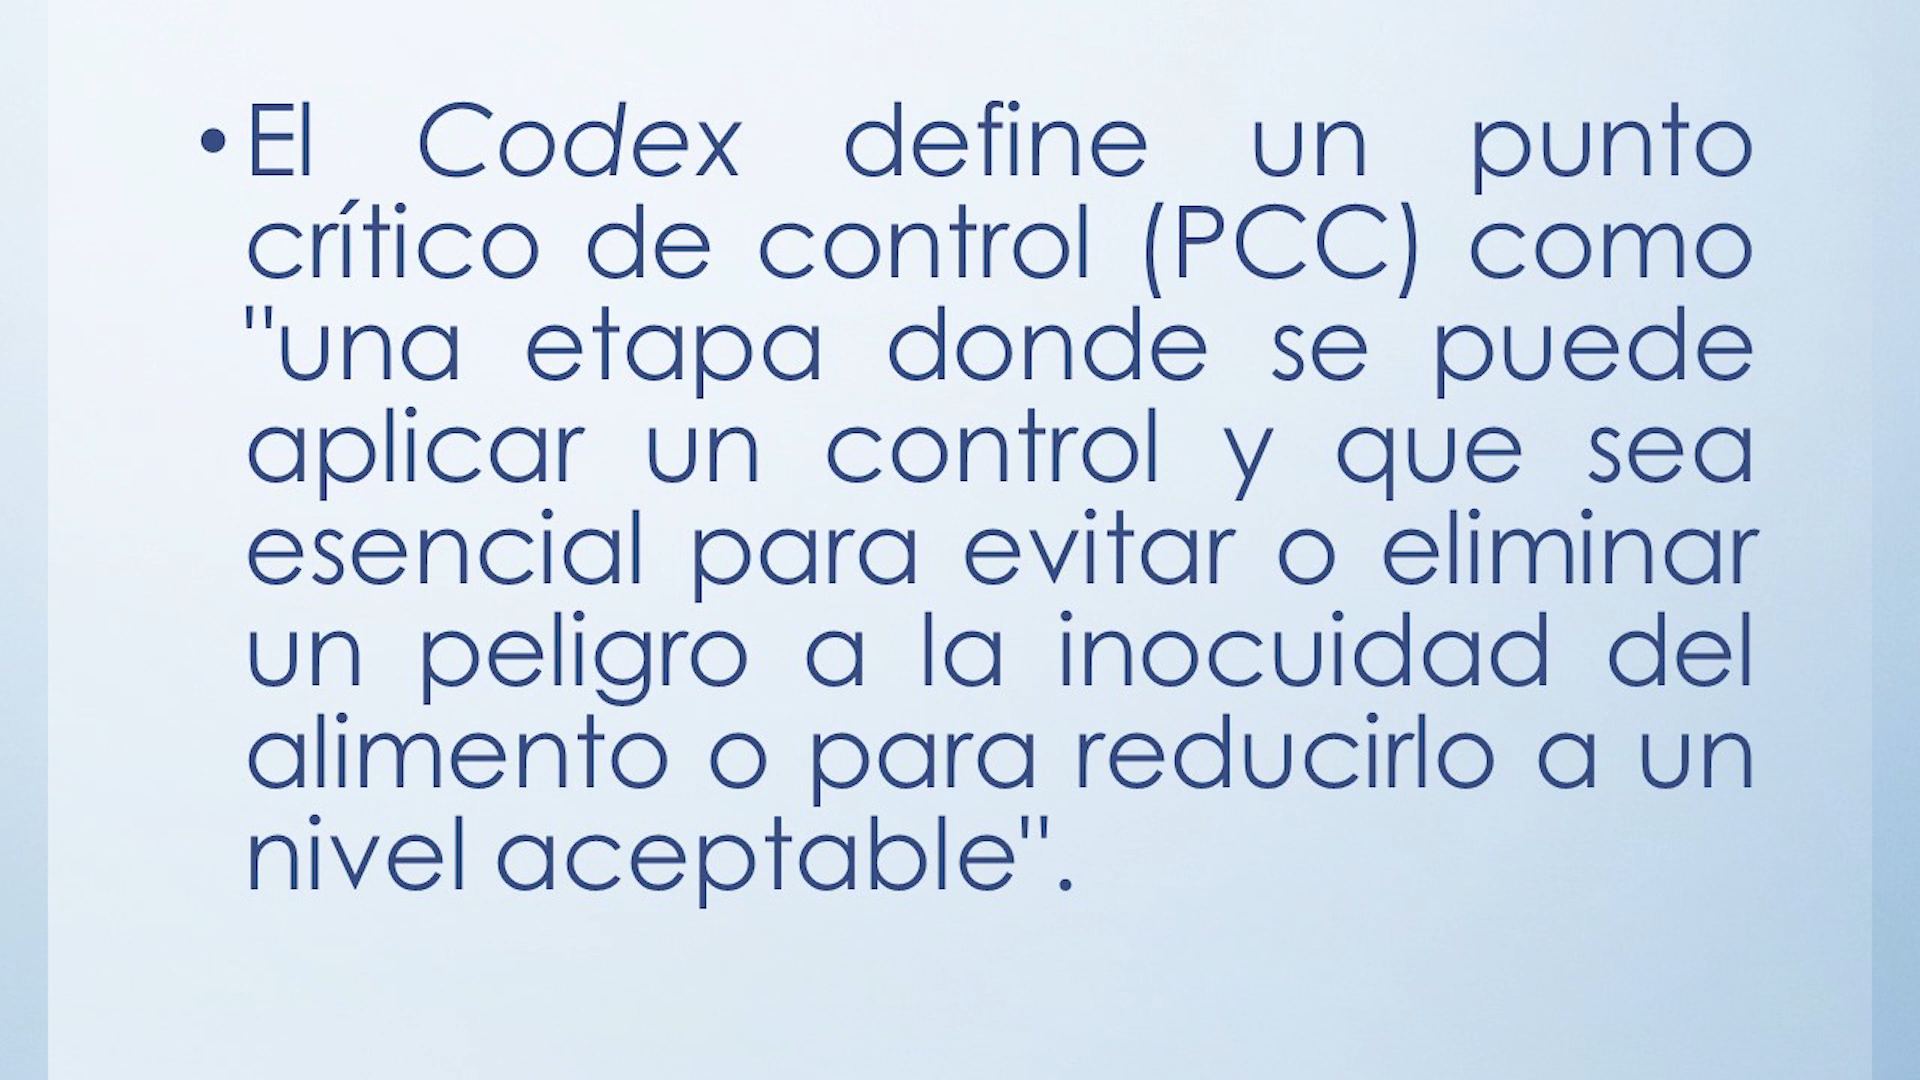 •El Codex define un punto
crítico de control (PCC) como
"una etapa donde se puede
aplicar un control y que sea
esencial para evitar o eliminar
un peligro a la inocuidad del
alimento o para reducirlo a un
nivel aceptable".